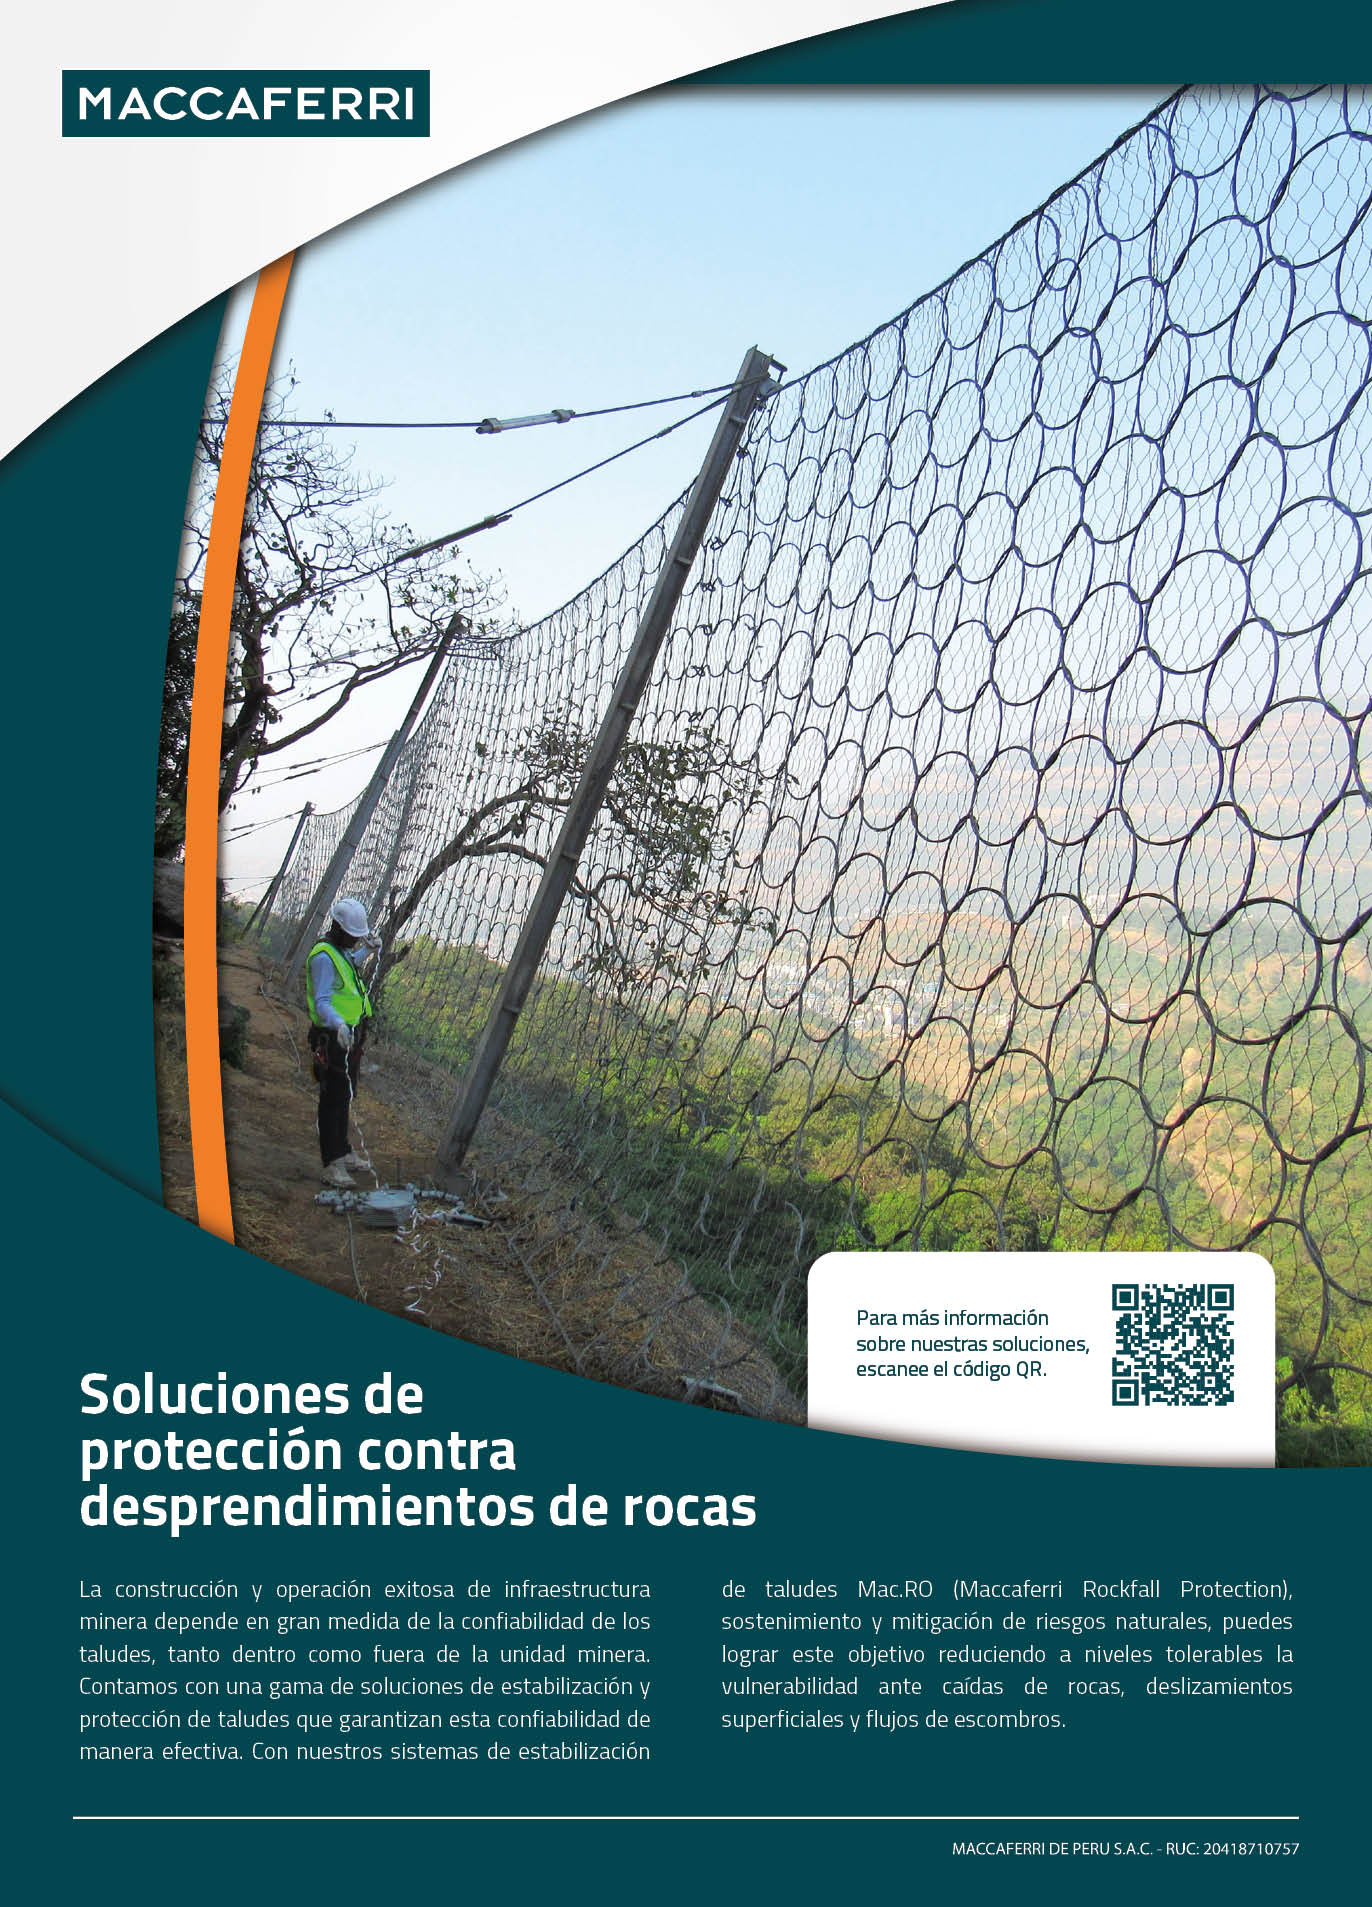 MACCAFERRI
Para más información
sobre nuestras soluciones,
escanee el código QR.
Soluciones de
protección contra
desprendimientos de rocas
La construcción y operación exitosa de infraestructura
minera depende en gran medida de la confiabilidad de los
taludes, tanto dentro como fuera de la unidad minera.
Contamos con una gama de soluciones de estabilización y
protección de taludes que garantizan esta confiabilidad de
manera efectiva. Con nuestros sistemas de estabilización
de taludes Mac.RO (Maccaferri Rockfall Protection),
sostenimiento y mitigación de riesgos naturales, puedes
lograr este objetivo reduciendo a niveles tolerables la
vulnerabilidad ante caídas de rocas, deslizamientos
superficiales y flujos de escombros.
MACCAFERRI DE PERU S.A.C. - RUC: 20418710757